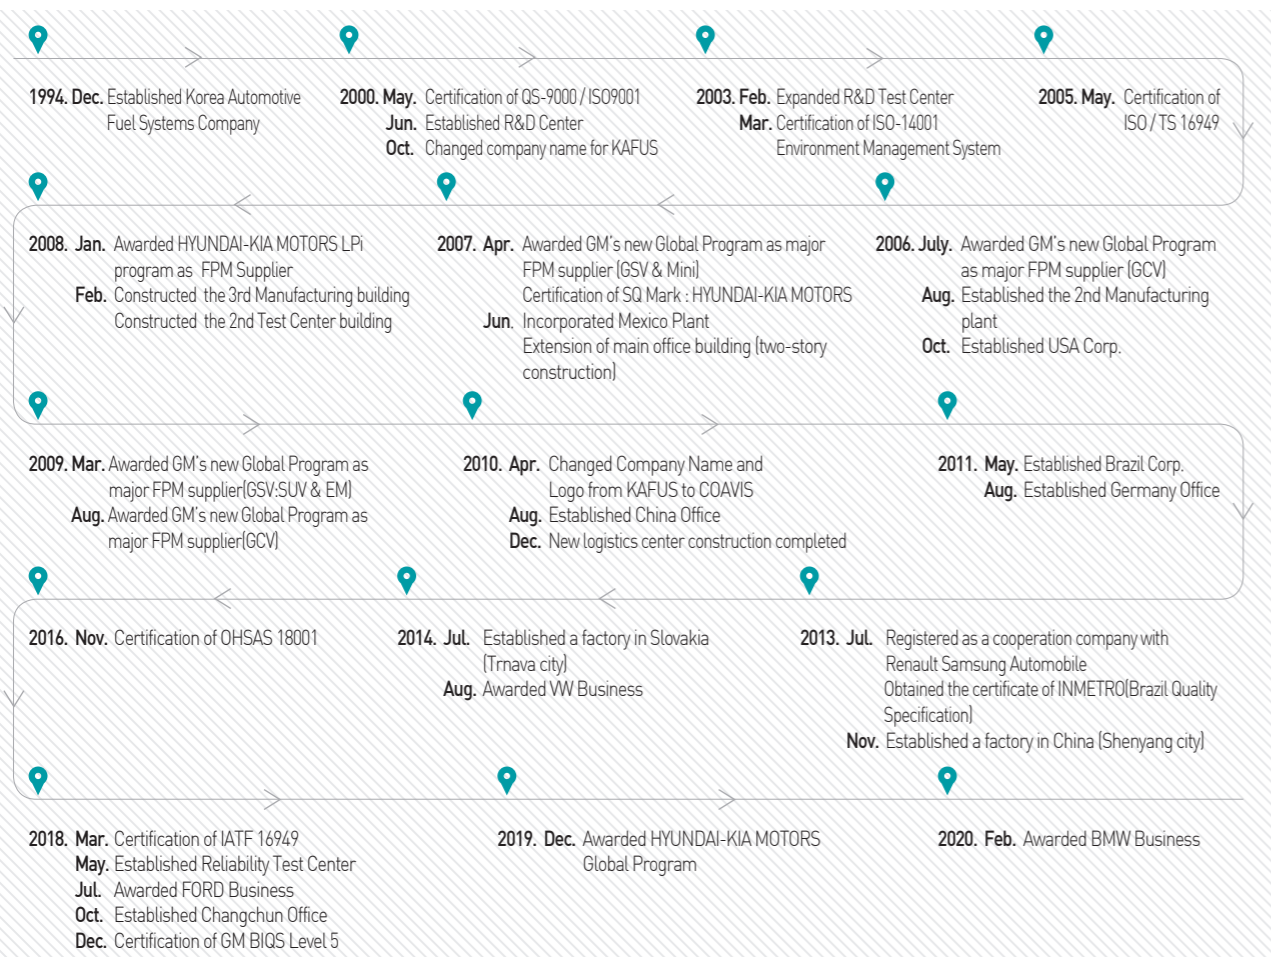 1994. Dec. Established Korea Automotive
Fuel Systems Company
2000. May. Certification of QS-9000 / ISO9001
Jun. Established R&D Center
Oct. Changed company name for KAFUS
2003. Feb. Expanded R&D Test Center
Mar. Certification of ISO-14001
Environment Management System
2005. May. Certification of
ISO / TS 16949
2008. Jan. Awarded HYUNDAI-KIA MOTORS LPi
program as FPM Supplier
Feb. Constructed the 3rd Manufacturing building
Constructed the 2nd Test Center building
2007. Apr. Awarded GM's new Global Program as major
FPM supplier (GSV & Mini)
Certification of SQ Mark : HYUNDAI-KIA MOTORS
Jun. Incorporated Mexico Plant
Extension of main office building (two-story
construction)
2006. July. Awarded GM's new Global Program
as major FPM supplier (GCV)
Aug. Established the 2nd Manufacturing
plant
Oct. Established USA Corp.
2009. Mar. Awarded GM's new Global Program as
major FPM supplier(GSV:SUV & EM)
Aug. Awarded GM's new Global Program as
major FPM supplier(GCV)
2010. Apr. Changed Company Name and
Logo from KAFUS to COAVIS
Aug. Established China Office
Dec. New logistics center construction completed
2011. May. Established Brazil Corp.
Aug. Established Germany Office
2016. Nov. Certification of OHSAS 18001
2014. Jul. Established a factory in Slovakia
(Trnava city)
Aug. Awarded VW Business
2013. Jul. Registered as a cooperation company with
Renault Samsung Automobile
Obtained the certificate of INMETRO(Brazil Quality
Specification)
Nov. Established a factory in China (Shenyang city)
2018. Mar. Certification of IATF 16949
May. Established Reliability Test Center
Jul. Awarded FORD Business
Oct. Established Changchun Office
Dec. Certification of GM BIQS Level 5
2019. Dec. Awarded HYUNDAI-KIA MOTORS
Global Program
2020. Feb. Awarded BMW Business